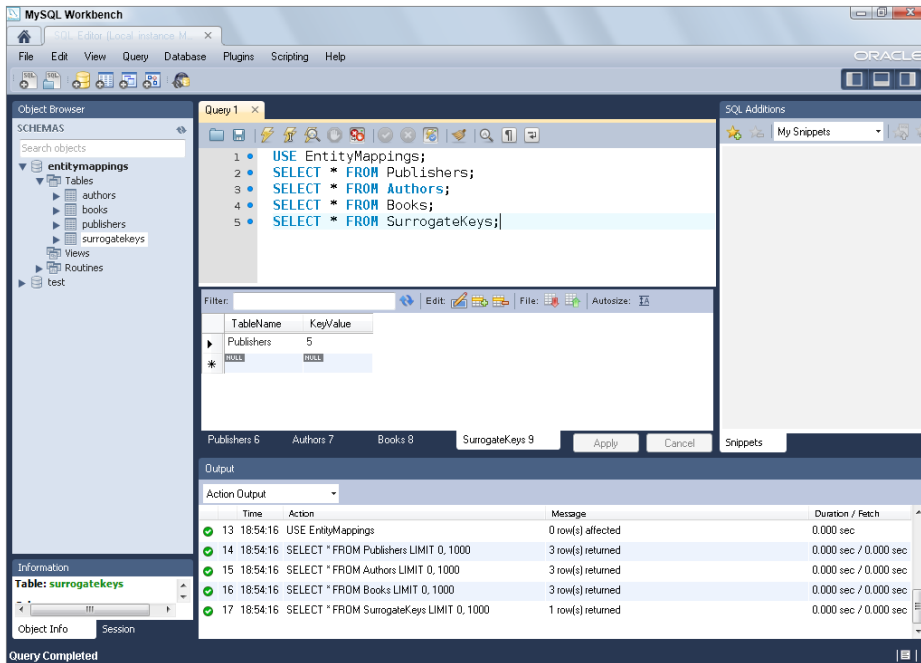 MySQL Workbench
SQL Editor (Local instance M...
File Edit View Query Database Plugins Scripting Help
ORACLE
Object Browser
SCHEMAS
Search objects
entitymappings
Tables
authors
books
publishers
surrogatekeys
Views
Routines
test
Query 1
1 USE EntityMappings;
2 SELECT * FROM Publishers;
3 SELECT * FROM Authors;
4 SELECT * FROM Books;
5 SELECT * FROM SurrogateKeys;
Filter: Edit: File: Autosize:
TableName KeyValue
Publishers 5
NULL NULL
Publishers 6 Authors 7 Books 8 SurrogateKeys 9 Apply Cancel
SQL Additions
My Snippets
Snippets
Output
Action Output
Time Action Message Duration / Fetch
13 18:54:16 USE EntityMappings 0 row(s) affected 0.000 sec
14 18:54:16 SELECT * FROM Publishers LIMIT 0, 1000 3 row(s) returned 0.000 sec / 0.000 sec
15 18:54:16 SELECT * FROM Authors LIMIT 0, 1000 3 row(s) returned 0.000 sec / 0.000 sec
16 18:54:16 SELECT * FROM Books LIMIT 0, 1000 3 row(s) returned 0.000 sec / 0.000 sec
17 18:54:16 SELECT * FROM SurrogateKeys LIMIT 0, 1000 1 row(s) returned 0.000 sec / 0.000 sec
Information
Table: surrogatekeys
Object Info Session
Query Completed